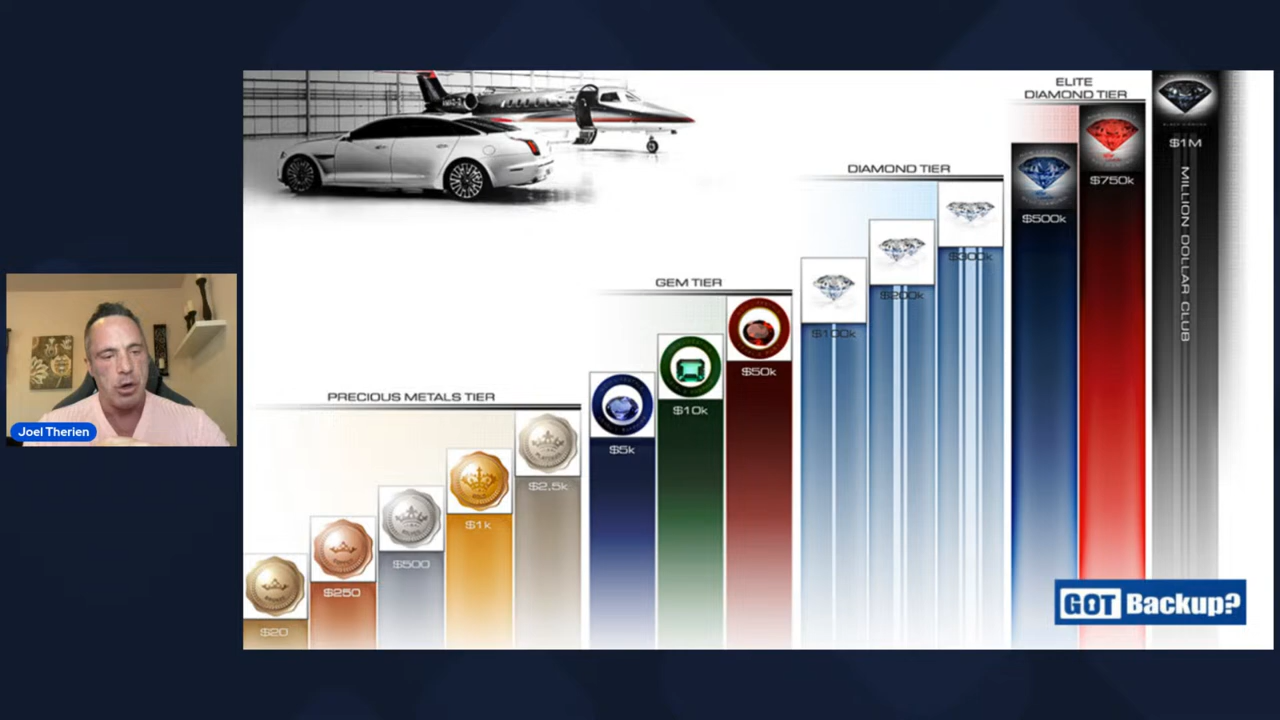 Joel Therien
PRECIOUS METALS TIER
$20
$250
$500
$1k
$2.5k
GEM TIER
$5k
$10k
$50k
DIAMOND TIER
$100k
$200k
$300k
ELITE
DIAMOND TIER
$500k
$750k
$1M
MILLION DOLLAR CLUB
GOT Backup?